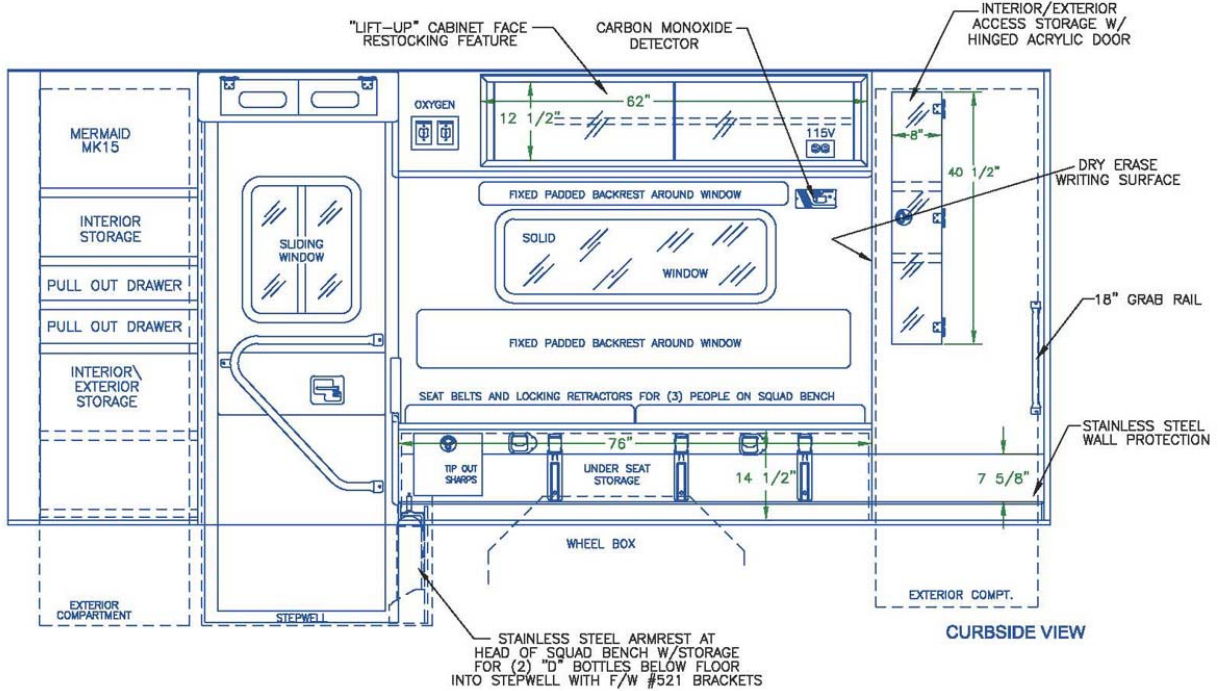 "LIFT-UP" CABINET FACE
RESTOCKING FEATURE
CARBON MONOXIDE
DETECTOR
INTERIOR/EXTERIOR
ACCESS STORAGE W/
HINGED ACRYLIC DOOR
MERMAID
MK15
INTERIOR
STORAGE
PULL OUT DRAWER
PULL OUT DRAWER
INTERIOR\
EXTERIOR
STORAGE
EXTERIOR
COMPARTMENT
SLIDING
WINDOW
STEPWELL
OXYGEN
62"
12 1/2"
115V
FIXED PADDED BACKREST AROUND WINDOW
SOLID
WINDOW
FIXED PADDED BACKREST AROUND WINDOW
SEAT BELTS AND LOCKING RETRACTORS FOR (3) PEOPLE ON SQUAD BENCH
76"
TIP OUT
SHARPS
UNDER SEAT
STORAGE
14 1/2"
WHEEL BOX
8"
40 1/2"
DRY ERASE
WRITING SURFACE
18" GRAB RAIL
STAINLESS STEEL
WALL PROTECTION
7 5/8"
EXTERIOR COMPT.
CURBSIDE VIEW
STAINLESS STEEL ARMREST AT
HEAD OF SQUAD BENCH W/STORAGE
FOR (2) "D" BOTTLES BELOW FLOOR
INTO STEPWELL WITH F/W #521 BRACKETS